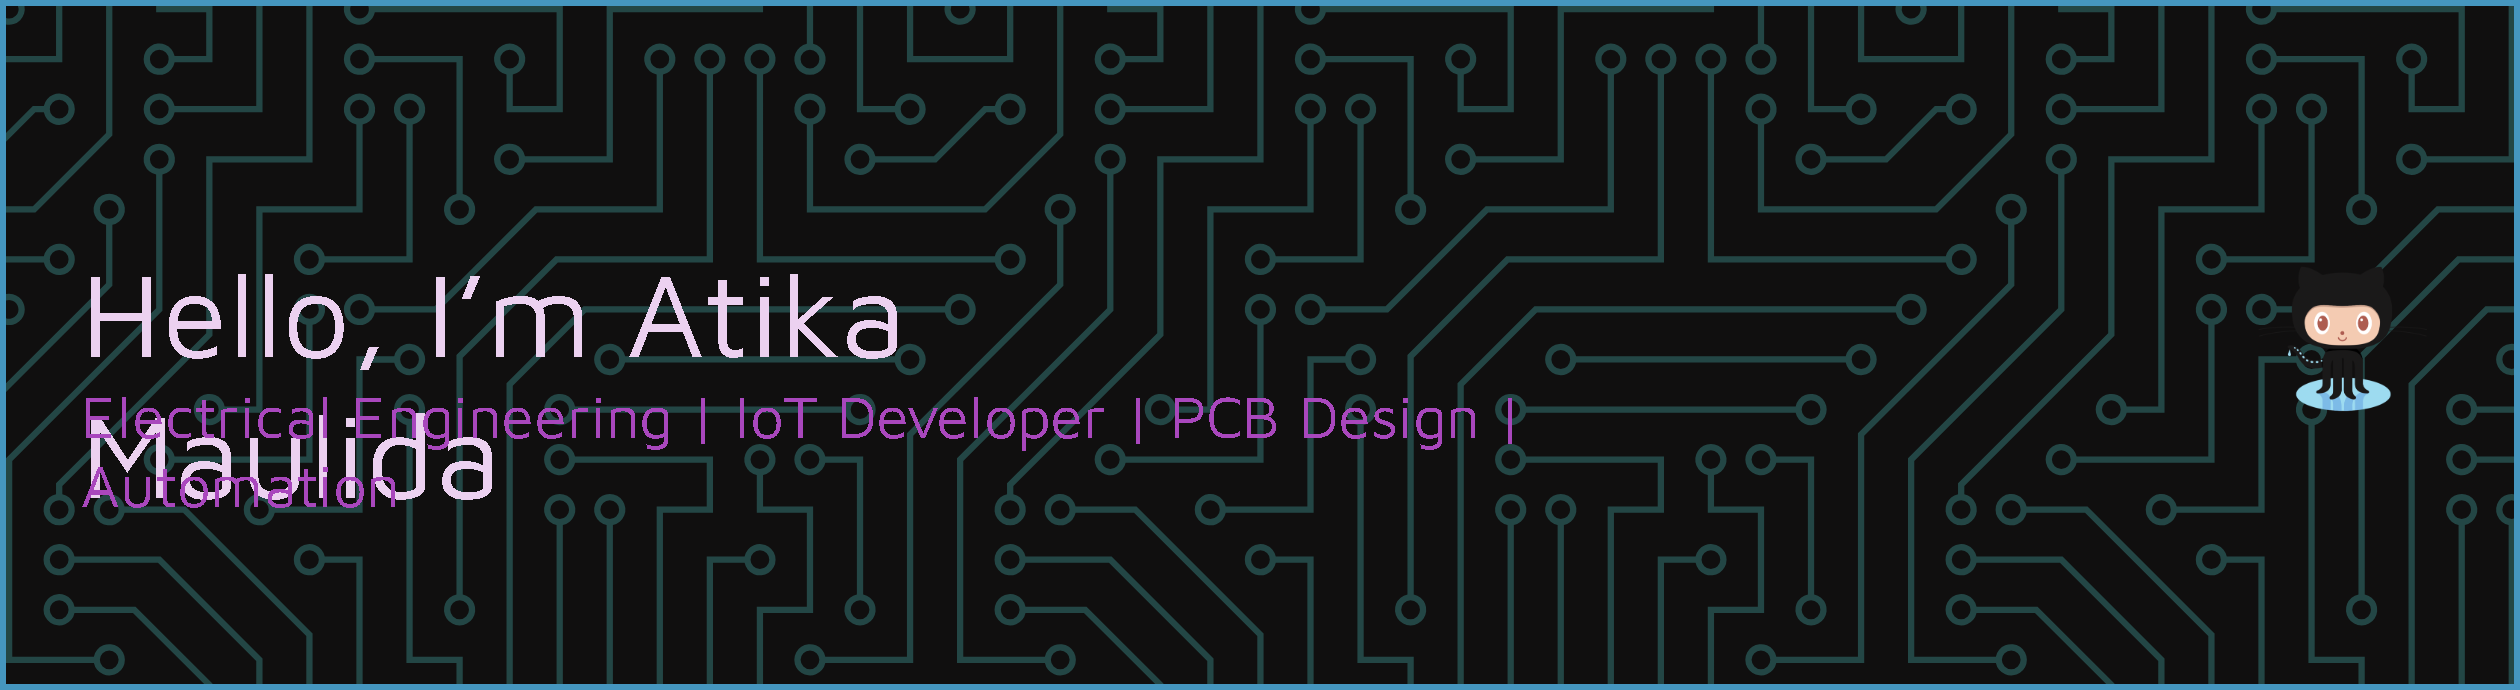 Hello, I’m Atika
Maulida
Electrical Engineering | IoT Developer | PCB Design |
Automation